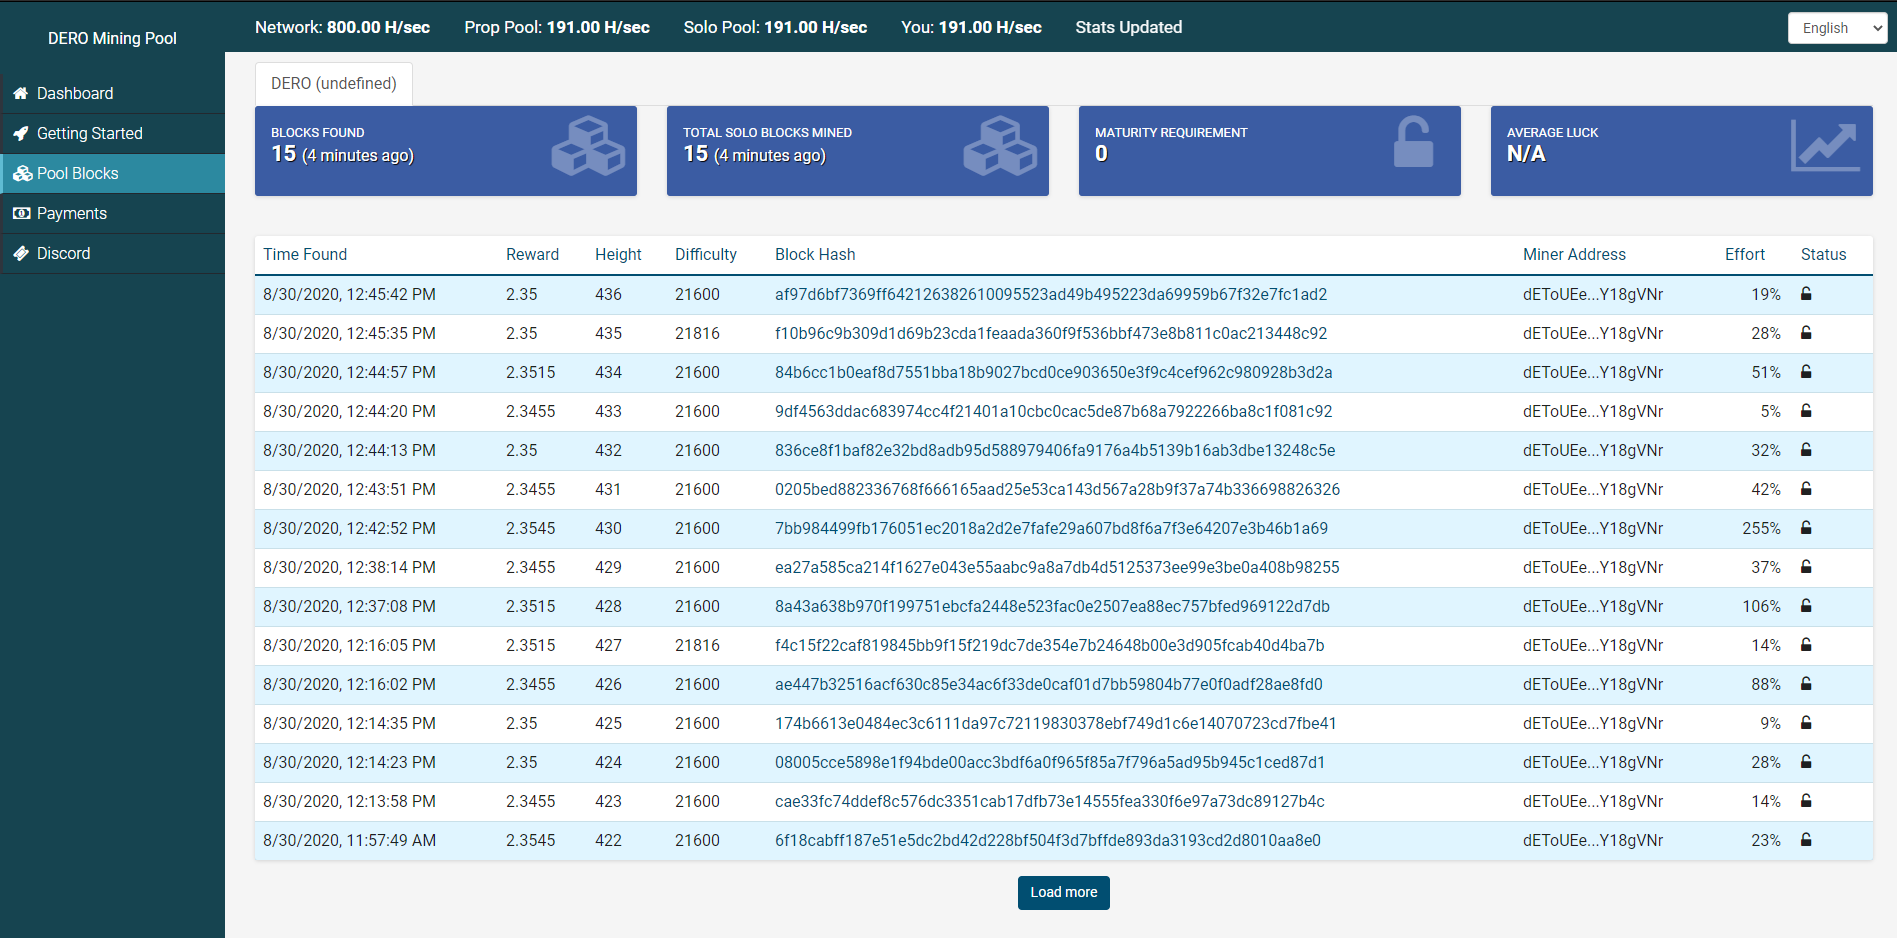 DERO Mining Pool
Network: 800.00 H/sec Prop Pool: 191.00 H/sec Solo Pool: 191.00 H/sec You: 191.00 H/sec Stats Updated
English
Dashboard
Getting Started
Pool Blocks
Payments
Discord
DERO (undefined)
BLOCKS FOUND
15 (4 minutes ago)
TOTAL SOLO BLOCKS MINED
15 (4 minutes ago)
MATURITY REQUIREMENT
0
AVERAGE LUCK
N/A
Time Found Reward Height Difficulty Block Hash Miner Address Effort Status
8/30/2020, 12:45:42 PM 2.35 436 21600 af97d6bf7369ff642126382610095523ad49b495223da69959b67f32e7fc1ad2 dEToUEe...Y18gVNr 19%
8/30/2020, 12:45:35 PM 2.35 435 21816 f10b96c9b309d1d69b23cda1feaada360f9f536bbf473e8b811c0ac213448c92 dEToUEe...Y18gVNr 28%
8/30/2020, 12:44:57 PM 2.3515 434 21600 84b6cc1b0eaf8d7551bba18b9027bcd0ce903650e3f9c4cef962c980928b3d2a dEToUEe...Y18gVNr 51%
8/30/2020, 12:44:20 PM 2.3455 433 21600 9df4563ddac683974cc4f21401a10cbc0cac5de87b68a7922266ba8c1f081c92 dEToUEe...Y18gVNr 5%
8/30/2020, 12:44:13 PM 2.35 432 21600 836ce8f1baf82e32bd8adb95d588979406fa9176a4b5139b16ab3dbe13248c5e dEToUEe...Y18gVNr 32%
8/30/2020, 12:43:51 PM 2.3455 431 21600 0205bed882336768f666165aad25e53ca143d567a28b9f37a74b336698826326 dEToUEe...Y18gVNr 42%
8/30/2020, 12:42:52 PM 2.3545 430 21600 7bb984499fb176051ec2018a2d2e7fafe29a607bd8f6a7f3e64207e3b46b1a69 dEToUEe...Y18gVNr 255%
8/30/2020, 12:38:14 PM 2.3455 429 21600 ea27a585ca214f1627e043e55aabc9a8a7db4d5125373ee99e3be0a408b98255 dEToUEe...Y18gVNr 37%
8/30/2020, 12:37:08 PM 2.3515 428 21600 8a43a638b970f199751ebcfa2448e523fac0e2507ea88ec757bfed969122d7db dEToUEe...Y18gVNr 106%
8/30/2020, 12:16:05 PM 2.3515 427 21816 f4c15f22caf819845bb9f15f219dc7de354e7b24648b00e3d905fcab40d4ba7b dEToUEe...Y18gVNr 14%
8/30/2020, 12:16:02 PM 2.3455 426 21600 ae447b32516acf630c85e34ac6f33de0caf01d7bb59804b77e0f0adf28ae8fd0 dEToUEe...Y18gVNr 88%
8/30/2020, 12:14:35 PM 2.35 425 21600 174b6613e0484ec3c6111da97c72119830378ebf749d1c6e14070723cd7fbe41 dEToUEe...Y18gVNr 9%
8/30/2020, 12:14:23 PM 2.35 424 21600 08005cce5898e1f94bde00acc3bdf6a0f965f85a7f796a5ad95b945c1ced87d1 dEToUEe...Y18gVNr 28%
8/30/2020, 12:13:58 PM 2.3455 423 21600 cae33fc74ddef8c576dc3351cab17dfb73e14555fea330f6e97a73dc89127b4c dEToUEe...Y18gVNr 14%
8/30/2020, 11:57:49 AM 2.3545 422 21600 6f18cabff187e51e5dc2bd42d228bf504f3d7bffde893da3193cd2d8010aa8e0 dEToUEe...Y18gVNr 23%
Load more